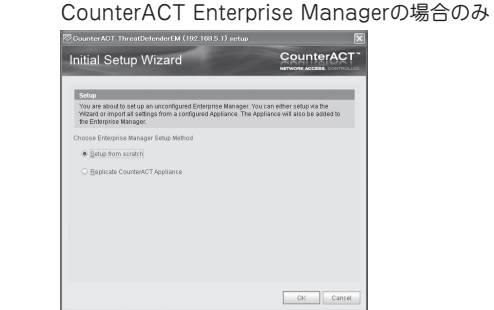 CounterACT Enterprise Managerの場合のみ
CounterACT ThreatDefenderEM (192.168.5.1) setup
Initial Setup Wizard
CounterACT™
NETWORK ACCESS. CONTROLLED.
Setup
You are about to set up an unconfigured Enterprise Manager. You can either setup via the
Wizard or import all settings from a configured Appliance. The Appliance will also be added to
the Enterprise Manager.
Choose Enterprise Manager Setup Method
Setup from scratch
Replicate CounterACT Appliance
OK
Cancel